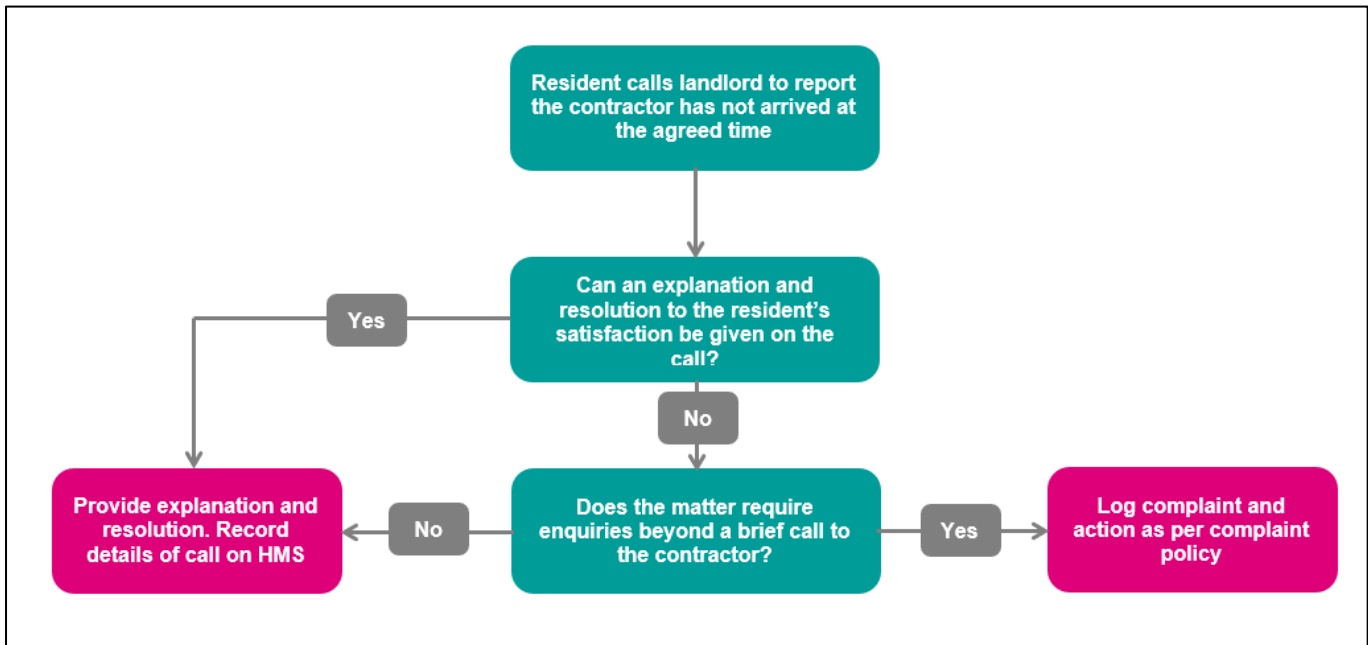 Resident calls landlord to report
the contractor has not arrived at
the agreed time
Can an explanation and
resolution to the resident’s
satisfaction be given on the
call?
Yes
No
Provide explanation and
resolution. Record
details of call on HMS
No
Does the matter require
enquiries beyond a brief call to
the contractor?
Yes
Log complaint and
action as per complaint
policy